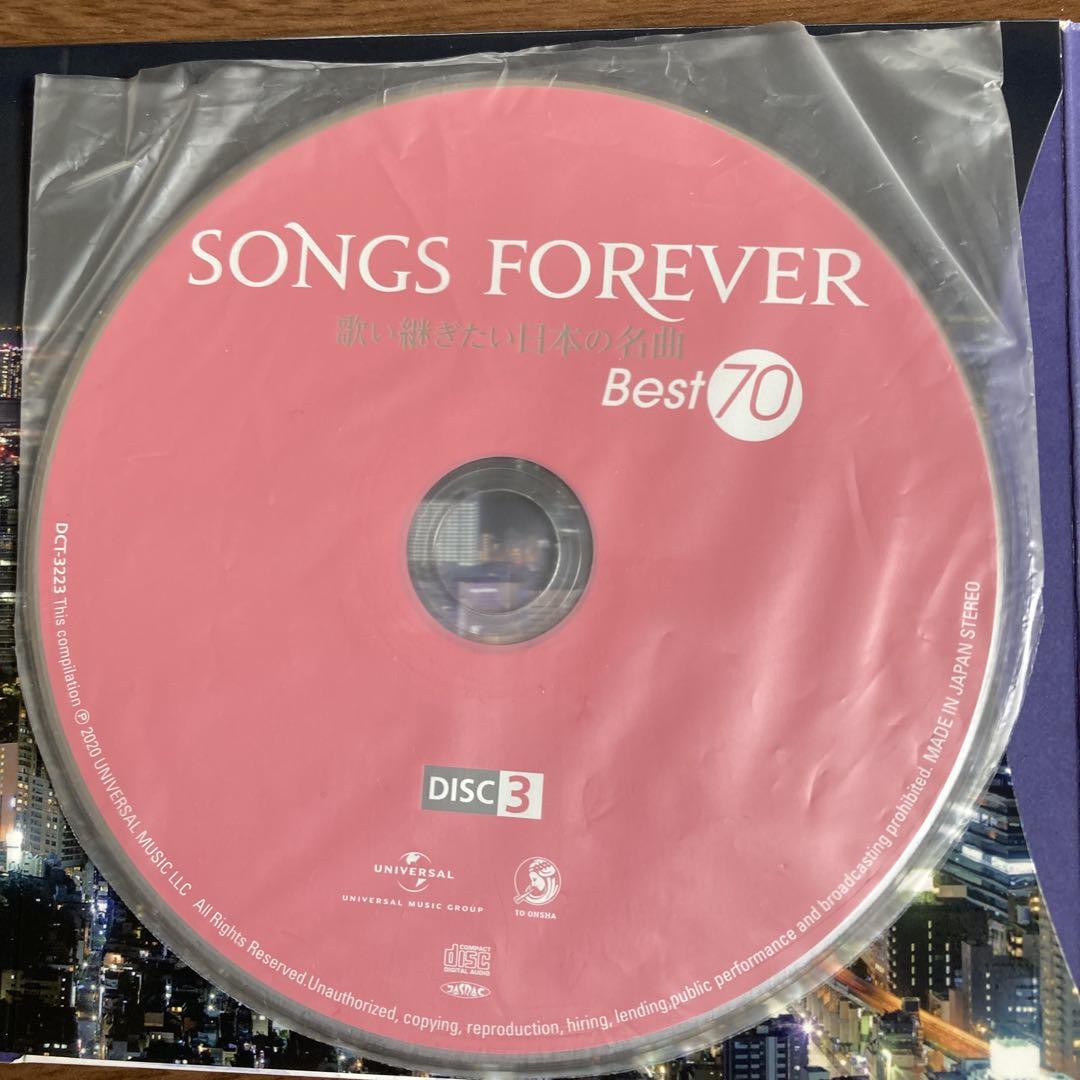 SONGS FOREVER
歌い継ぎたい日本の名曲
Best 70
DISC 3
UNIVERSAL
UNIVERSAL MUSIC GROUP
TO ONSHA
COMPACT
disc
DIGITAL AUDIO
JASRAC
DCT-3223 This compilation ℗ 2020 UNIVERSAL MUSIC LLC All Rights Reserved.Unauthorized, copying, reproduction, hiring, lending,public performance and broadcasting prohibited. MADE IN JAPAN STEREO